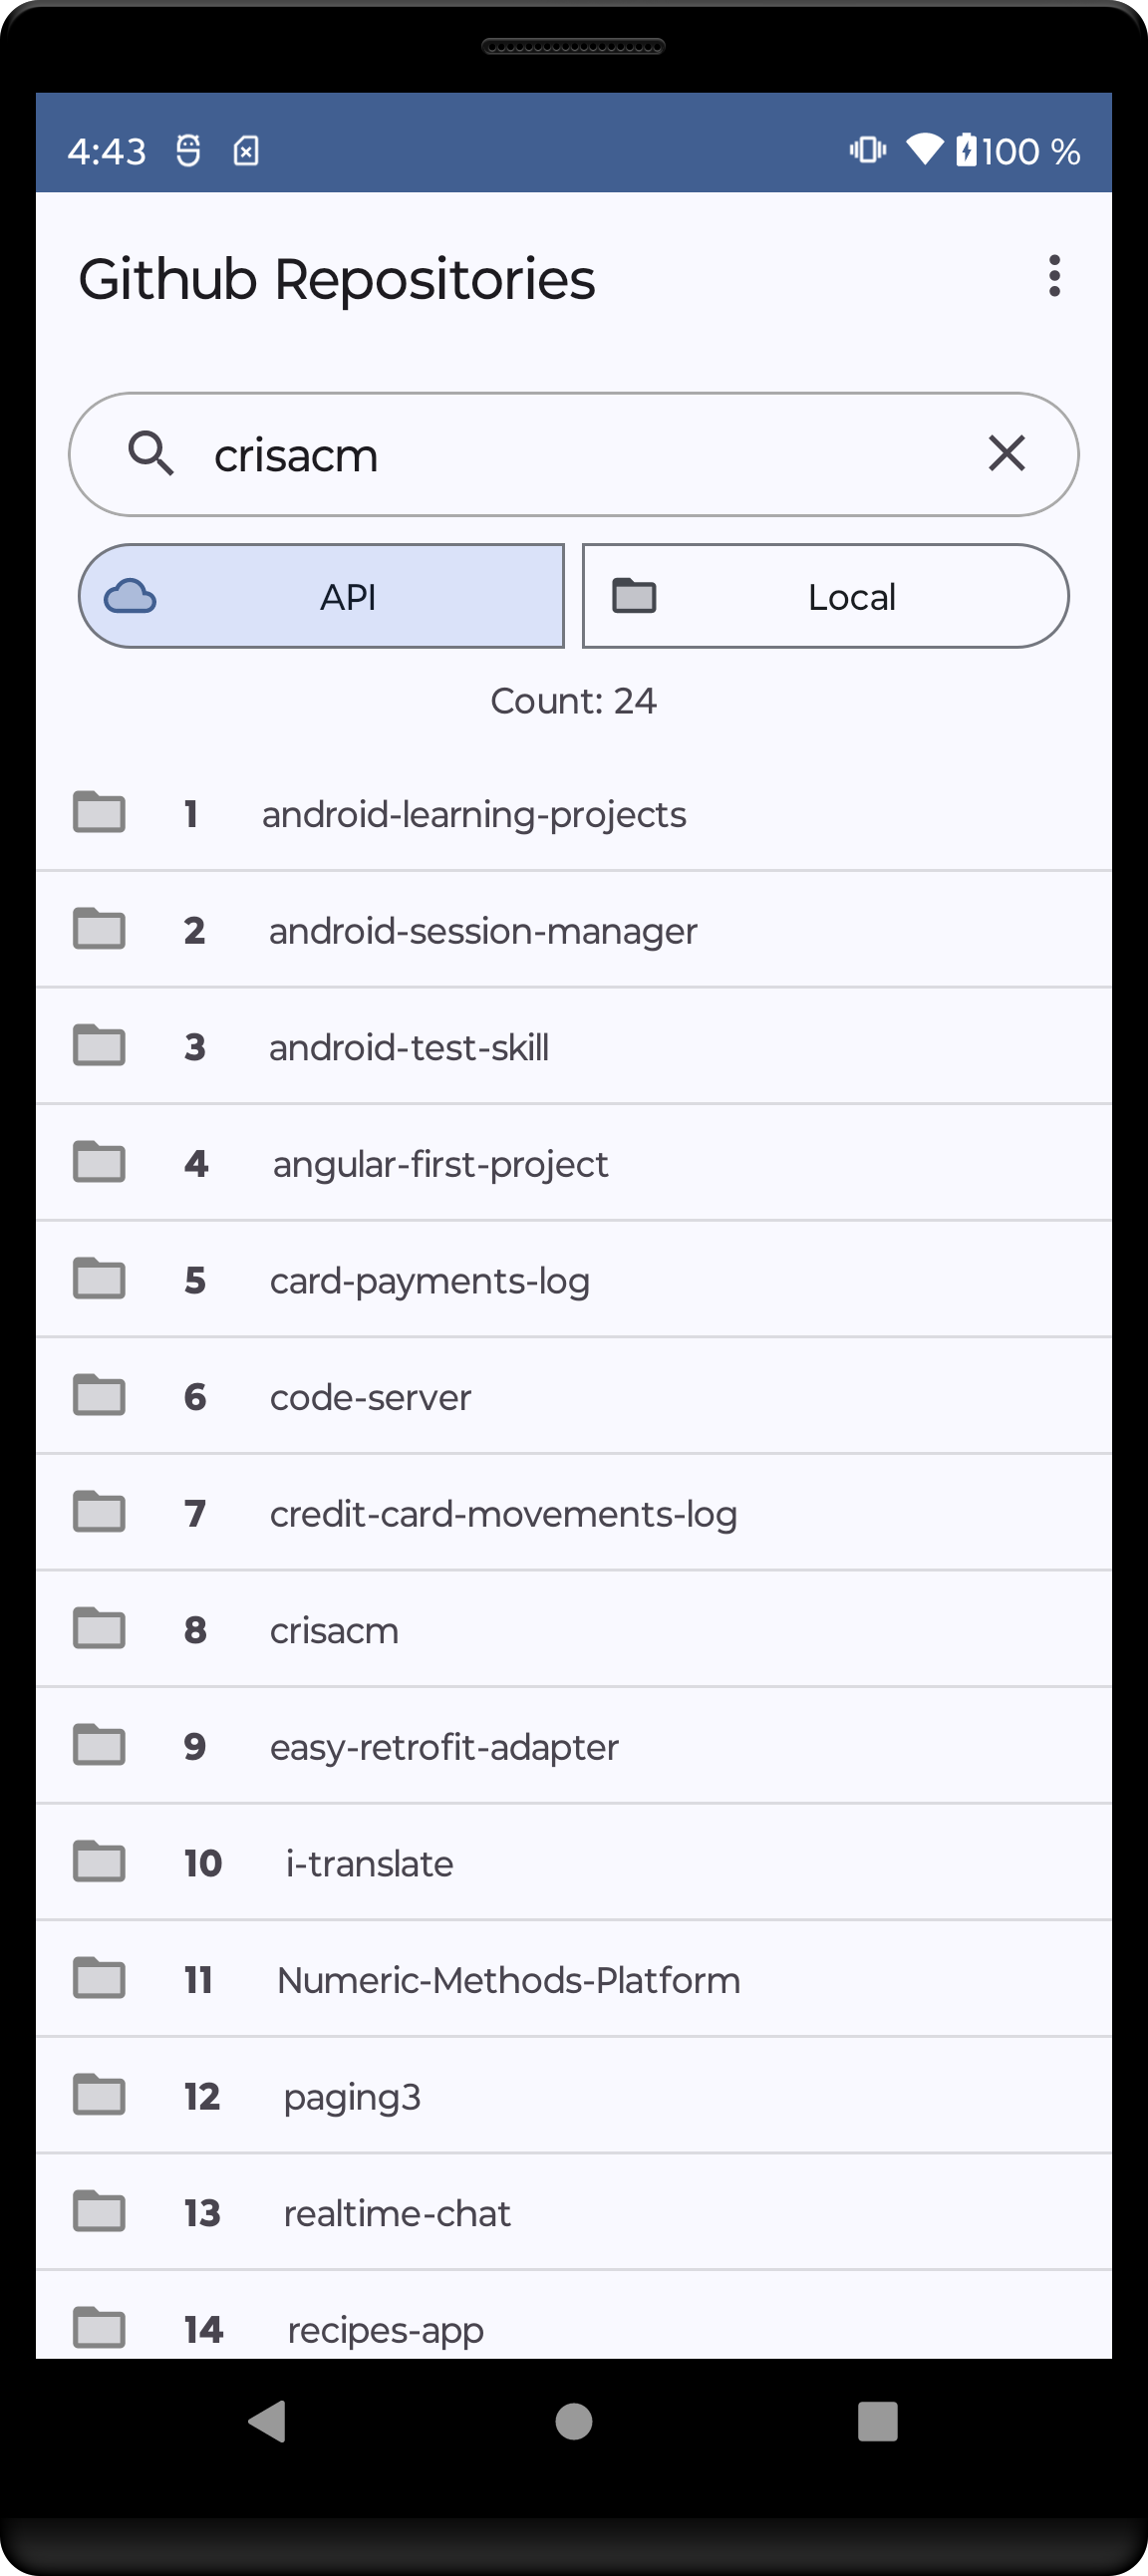 4:43 100 %
Github Repositories
crisacm
API Local
Count: 24
1 android-learning-projects
2 android-session-manager
3 android-test-skill
4 angular-first-project
5 card-payments-log
6 code-server
7 credit-card-movements-log
8 crisacm
9 easy-retrofit-adapter
10 i-translate
11 Numeric-Methods-Platform
12 paging3
13 realtime-chat
14 recipes-app